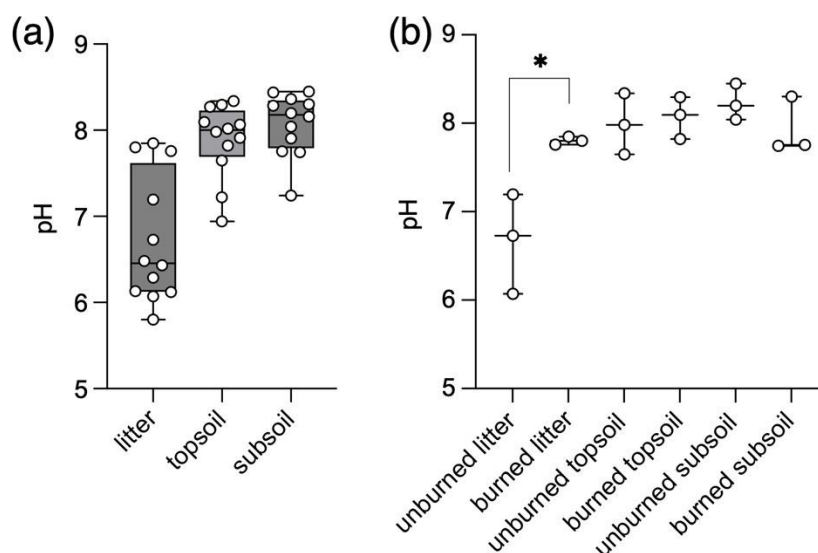 (a)
9
8
7
6
5
pH
litter
topsoil
subsoil
(b)
9
8
7
6
5
pH
*
unburned litter
burned litter
unburned topsoil
burned topsoil
unburned subsoil
burned subsoil